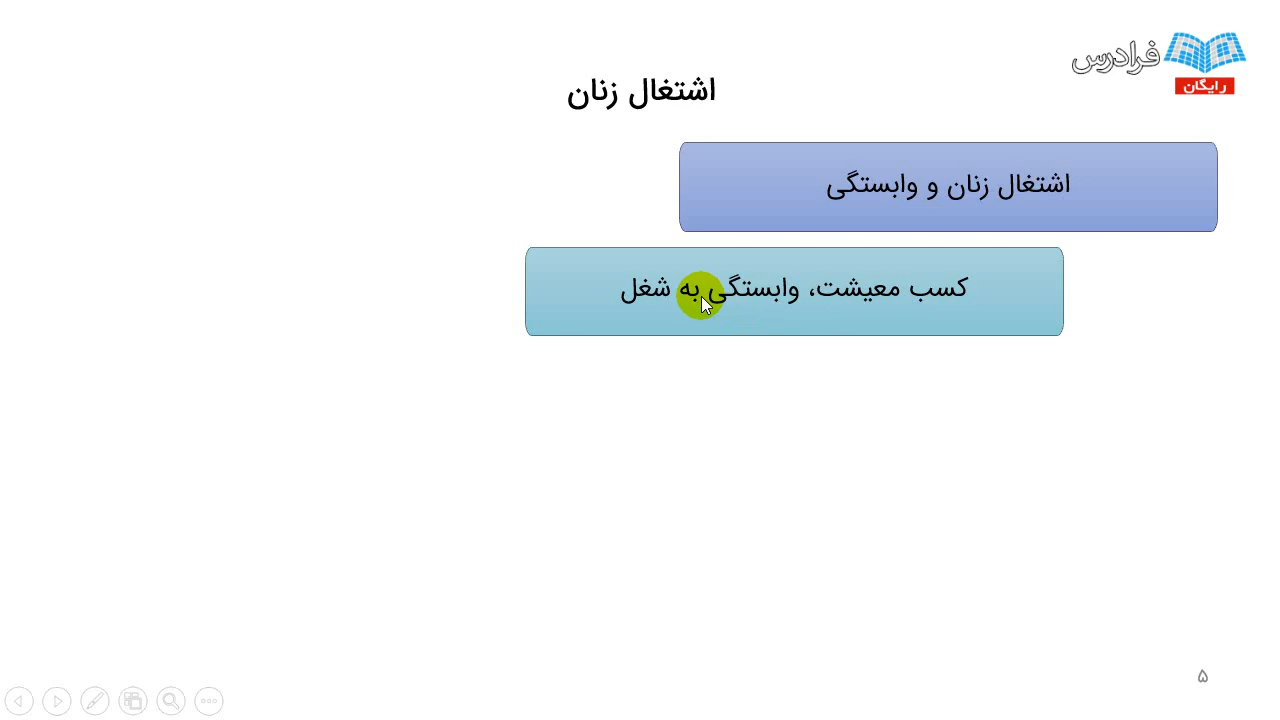 فرادرس
رایگان
اشتغال زنان
اشتغال زنان و وابستگی
کسب معیشت، وابستگی به شغل
۵